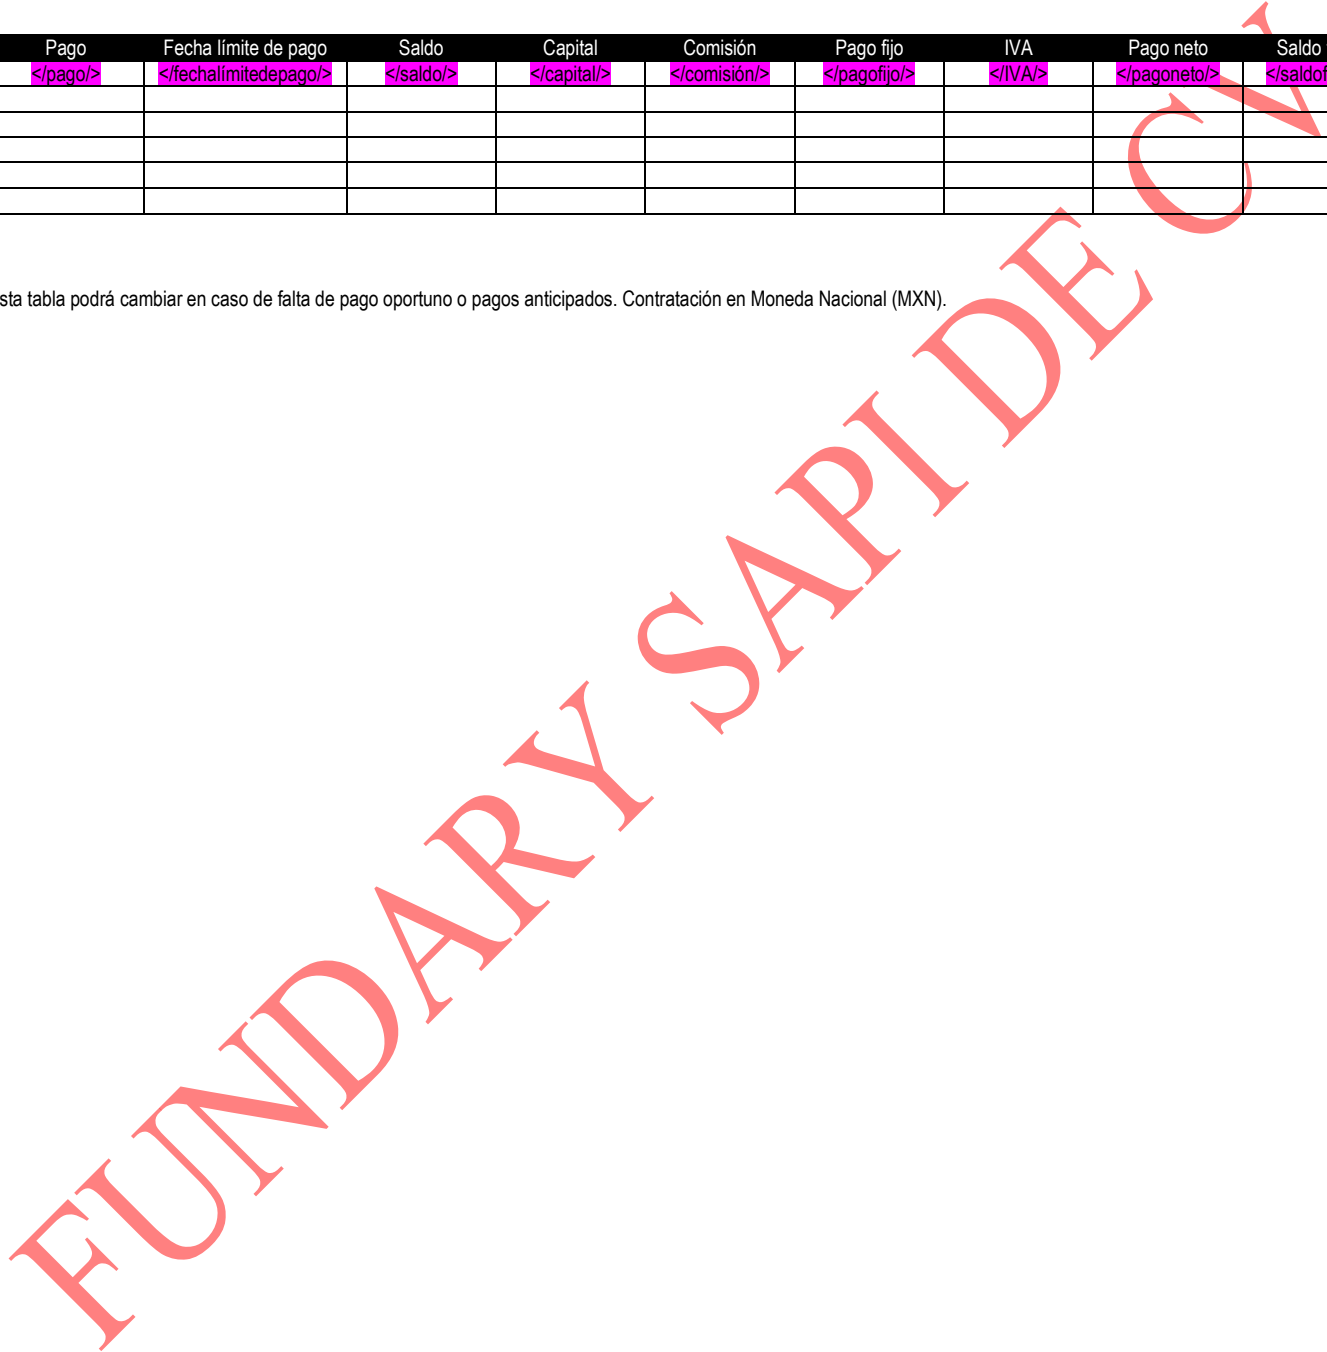 Pago Fecha límite de pago Saldo Capital Comisión Pago fijo IVA Pago neto Saldo
</pago/> </fechalímitedepago/> </saldo/> </capital/> </comisión/> </pagofijo/> </IVA/> </pagoneto/> </saldof
sta tabla podrá cambiar en caso de falta de pago oportuno o pagos anticipados. Contratación en Moneda Nacional (MXN).
FUNDARY SAPI DE CV